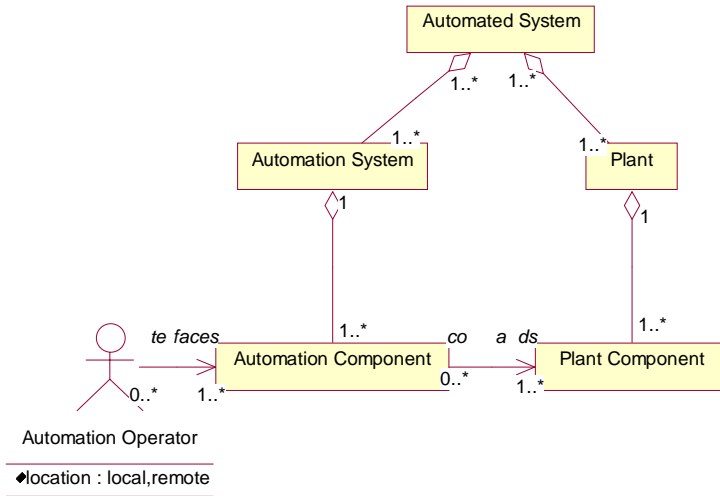 Automated System
1..*
1..*
1..*
1..*
Automation System
Plant
1
1
1..*
1..*
te faces
co a ds
Automation Component
Plant Component
0..*
1..*
0..*
1..*
Automation Operator
location : local,remote